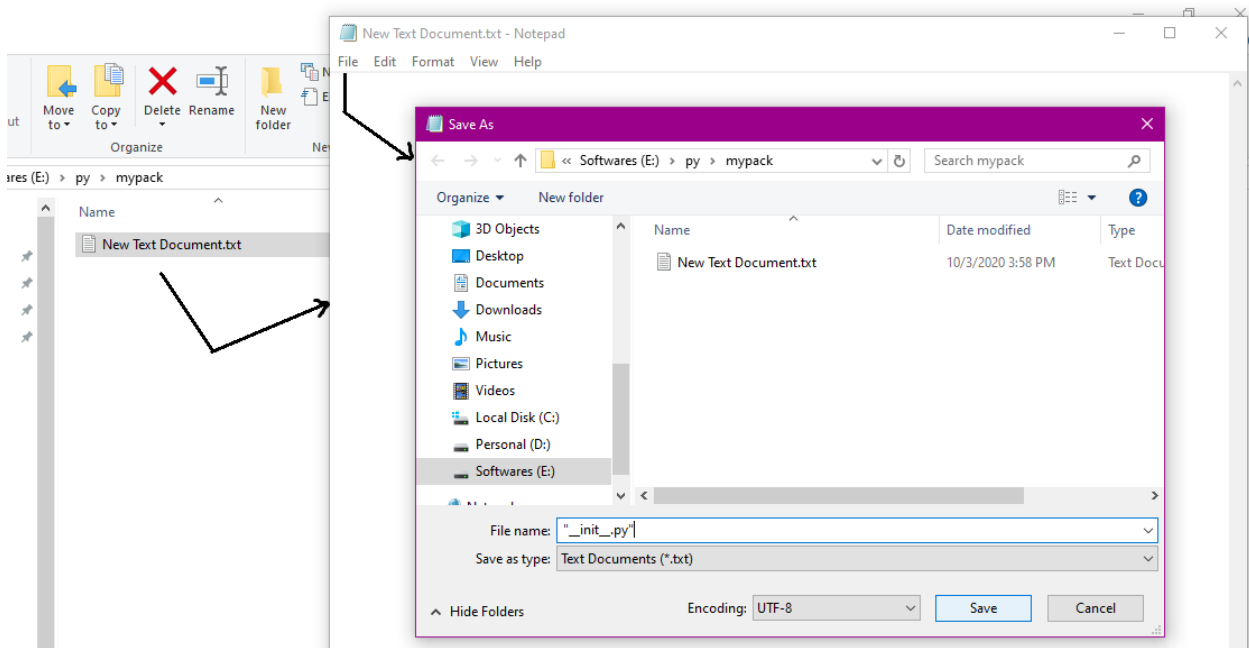 New Text Document.txt - Notepad
File Edit Format View Help
Move to
Copy to
Delete
Rename
New folder
ut
Organize
Ne
ares (E:) > py > mypack
Name
New Text Document.txt
Save As
« Softwares (E:) > py > mypack
Search mypack
Organize
New folder
?
3D Objects
Desktop
Documents
Downloads
Music
Pictures
Videos
Local Disk (C:)
Personal (D:)
Softwares (E:)
Name Date modified Type
New Text Document.txt 10/3/2020 3:58 PM Text Docu
File name: "__init__.py"
Save as type: Text Documents (*.txt)
Hide Folders
Encoding: UTF-8
Save
Cancel